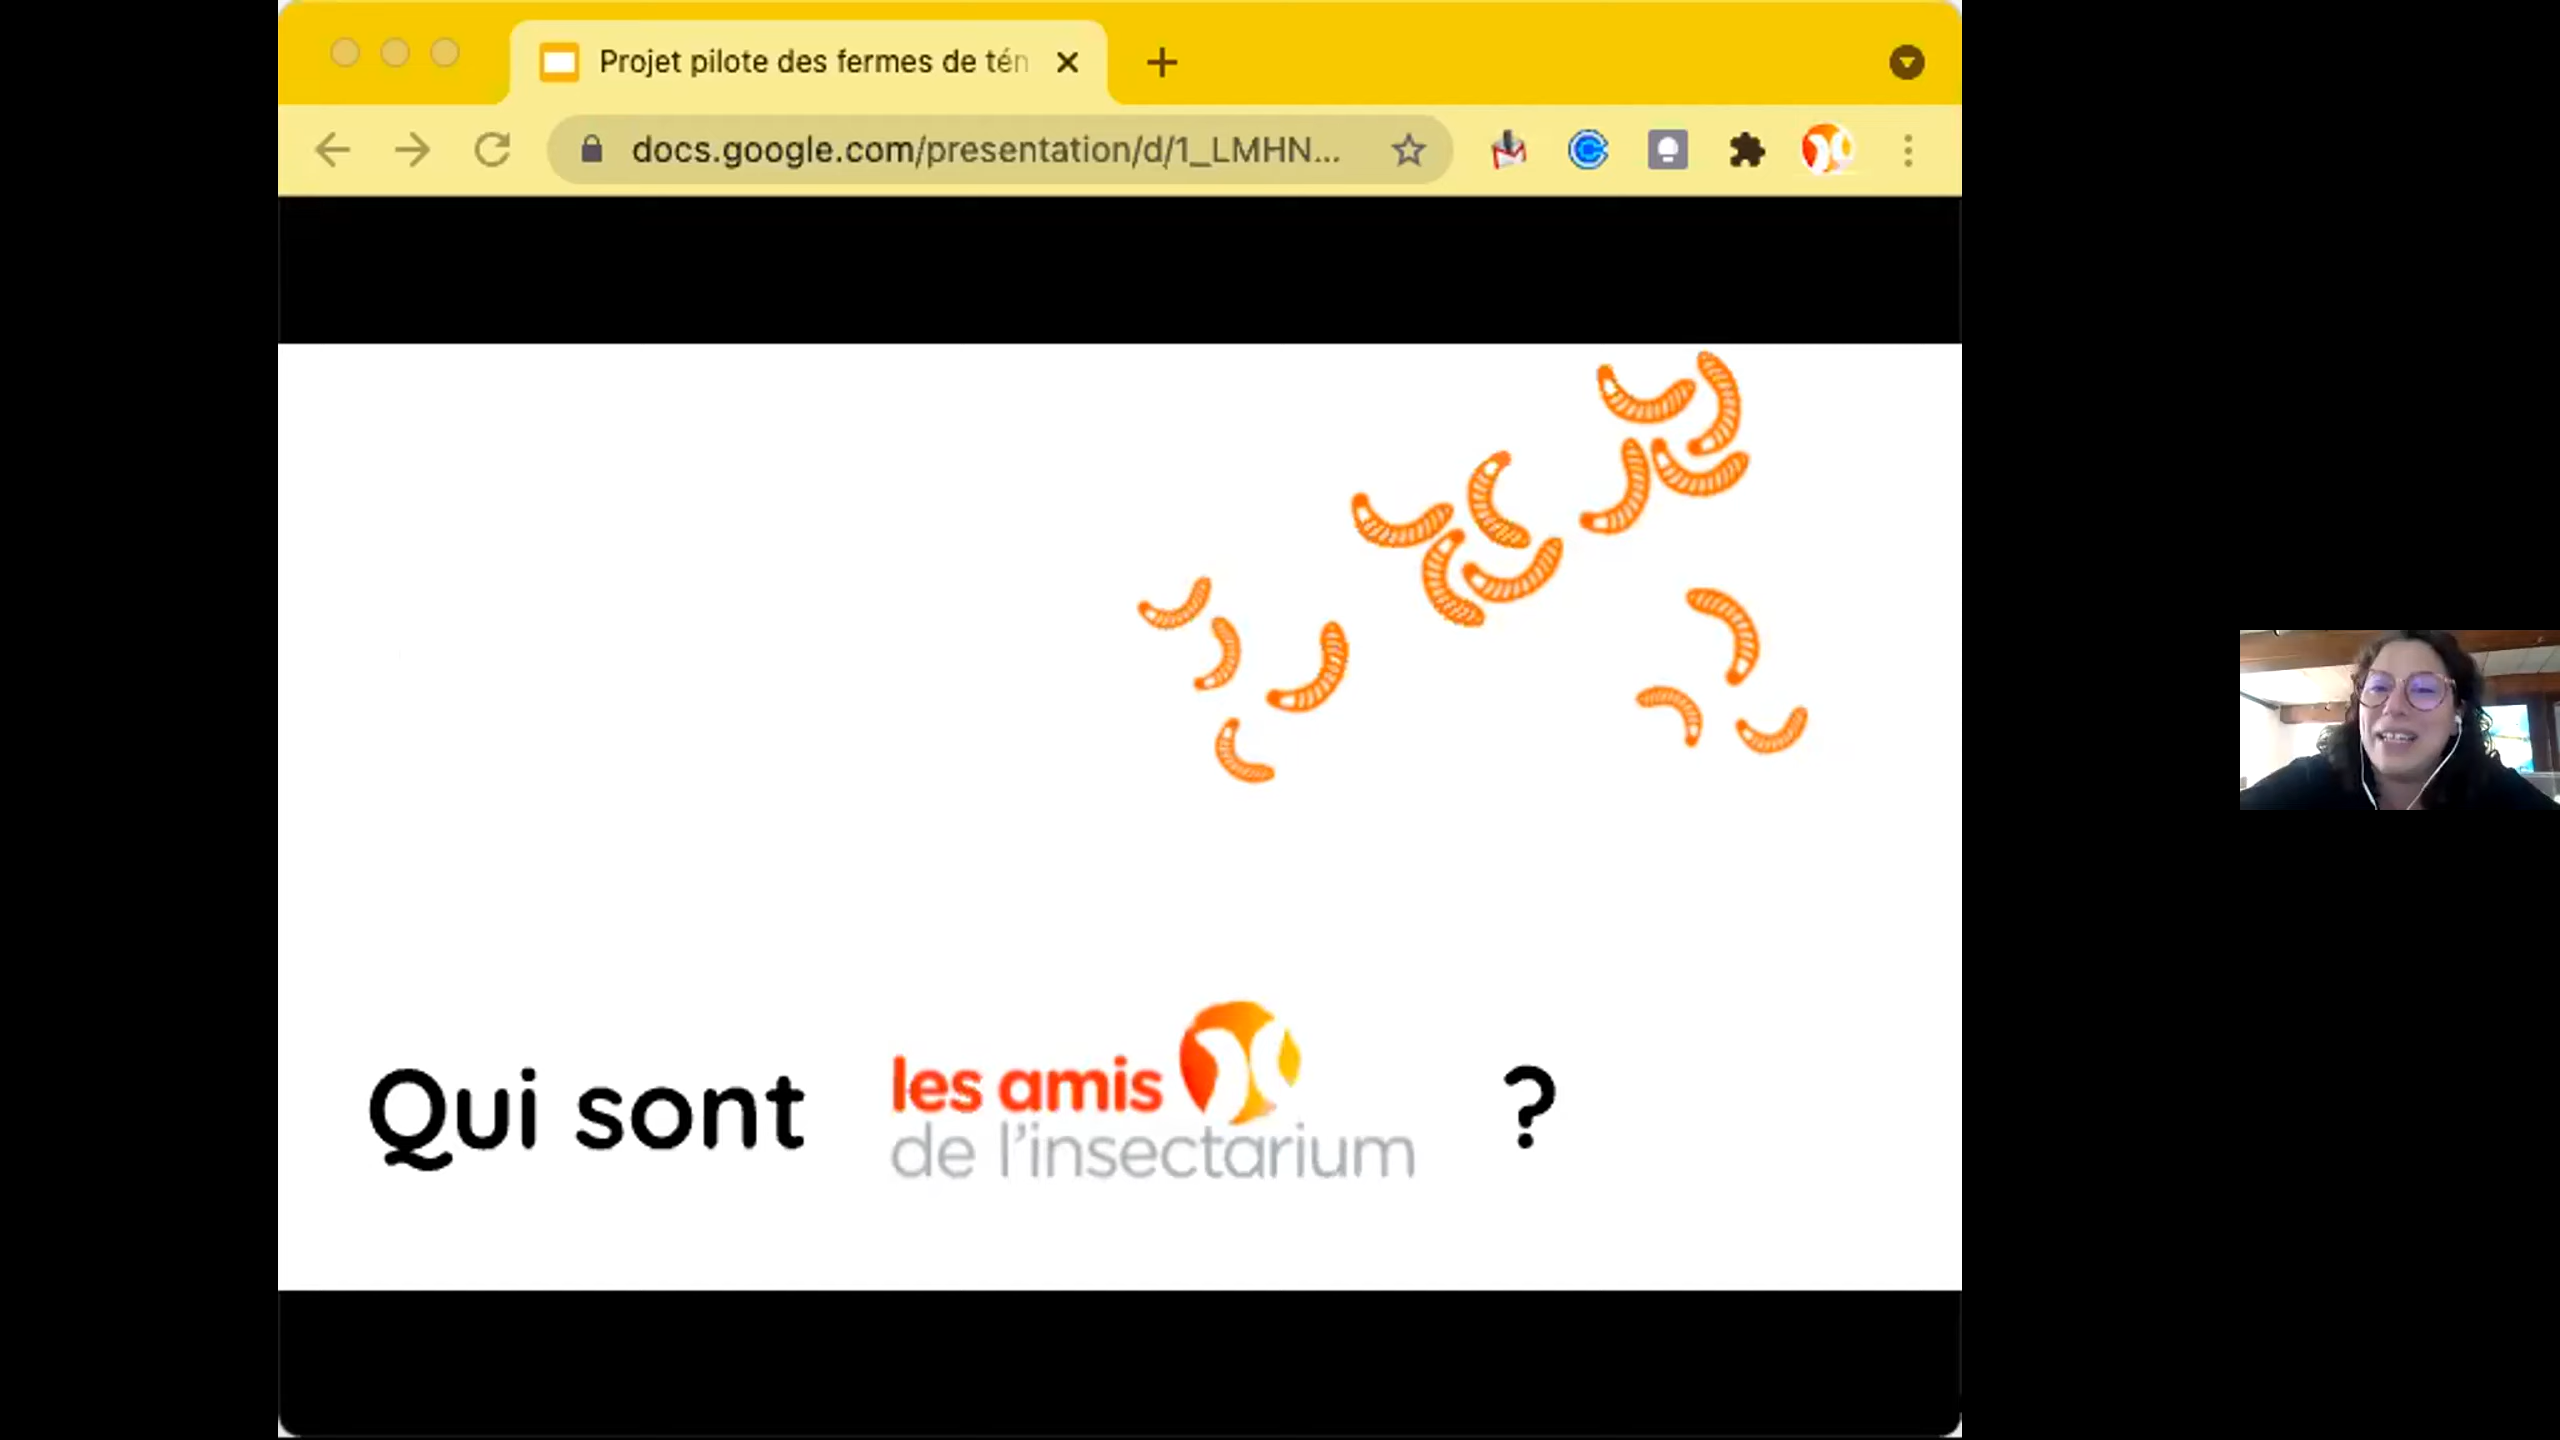 Projet pilote des fermes de tén
docs.google.com/presentation/d/1_LMHN...
Qui sont les amis de l'insectarium ?